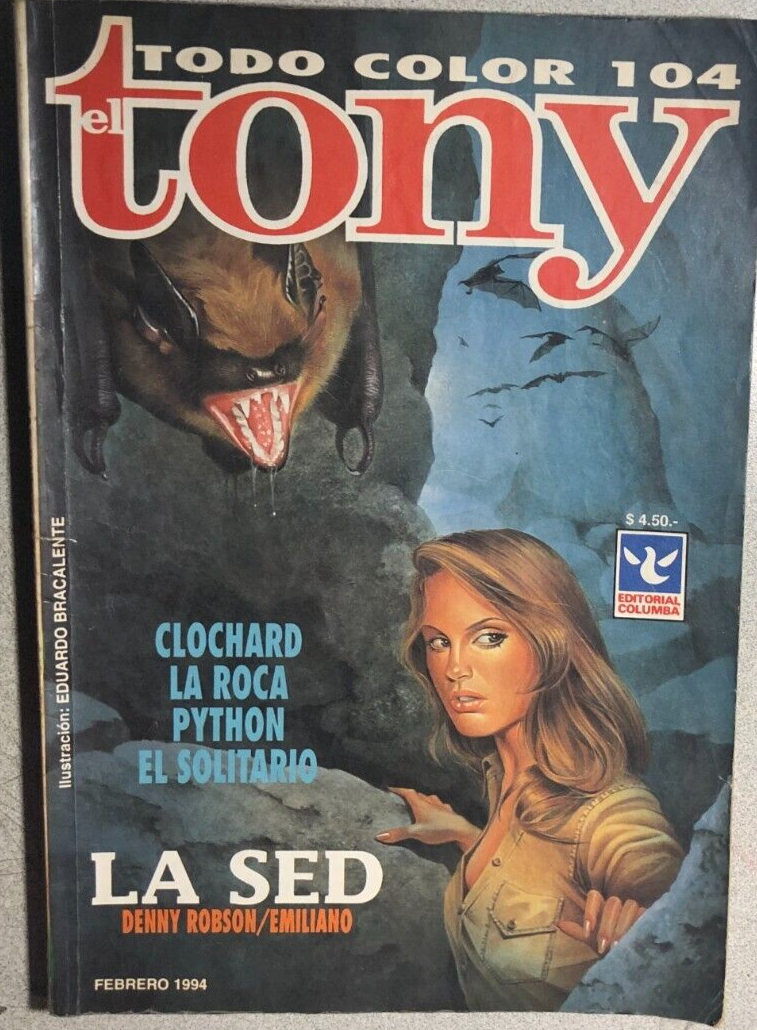 TODO COLOR 104
el tony
$ 4.50.-
EDITORIAL
COLUMBA
Ilustración: EDUARDO BRACALENTE
CLOCHARD
LA ROCA
PYTHON
EL SOLITARIO
LA SED
DENNY ROBSON/EMILIANO
FEBRERO 1994